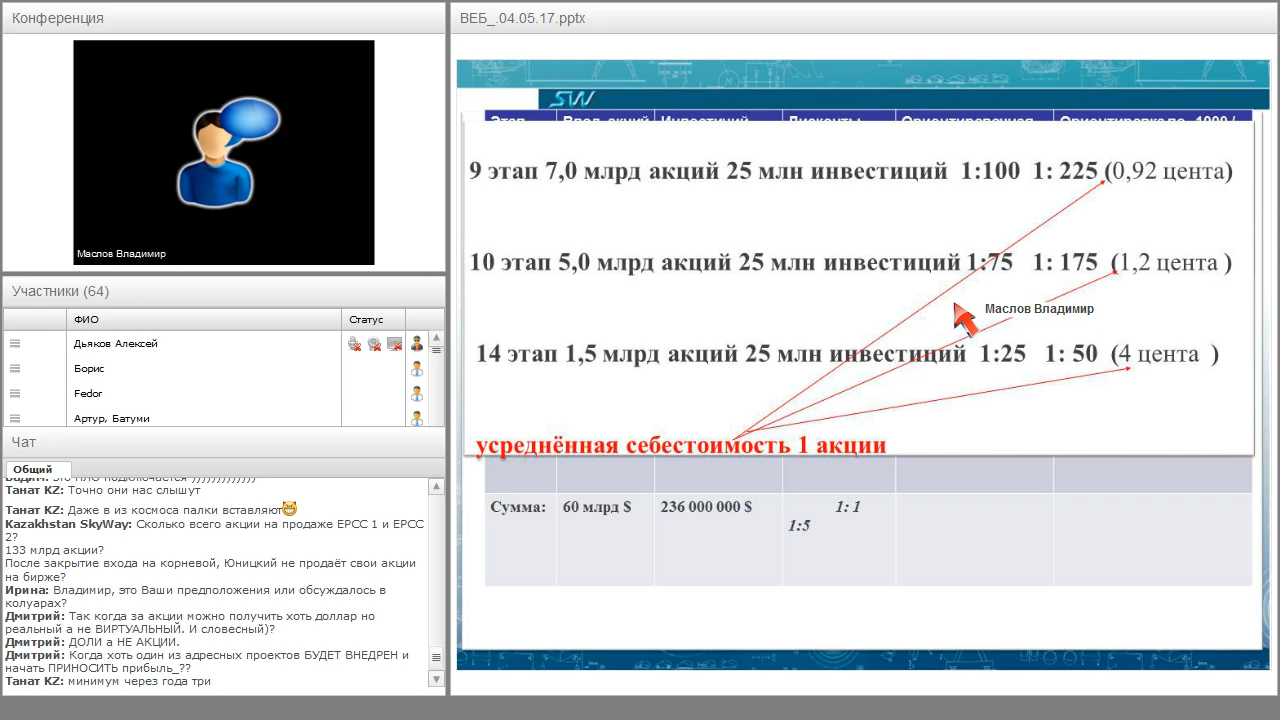 Конференция
Маслов Владимир
Участники (64)
ФИО
Статус
Дьяков Алексей
Борис
Fedor
Артур, Батуми
Чат
Общий
Танат KZ: Точно они нас слышут
Танат KZ: Даже в из космоса палки вставляют
Kazakhstan SkyWay: Сколько всего акции на продаже ЕРСС 1 и ЕРСС
2?
133 млрд акции?
После закрытие входа на корневой, Юницкий не продаёт свои акции
на бирже?
Ирина: Владимир, это Ваши предположения или обсуждалось в
колуарах?
Дмитрий: Так когда за акции можно получить хоть доллар но
реальный а не ВИРТУАЛЬНЫЙ. И словесный)?
Дмитрий: ДОЛИ а НЕ АКЦИИ.
Дмитрий: Когда хоть один из адресных проектов БУДЕТ ВНЕДРЕН и
начать ПРИНОСИТЬ прибыль_??
Танат KZ: минимум через года три
ВЕБ_.04.05.17.pptx
SW
9 этап 7,0 млрд акций 25 млн инвестиций 1:100 1: 225 (0,92 цента)
10 этап 5,0 млрд акций 25 млн инвестиций 1:75 1: 175 (1,2 цента )
Маслов Владимир
14 этап 1,5 млрд акций 25 млн инвестиций 1:25 1: 50 (4 цента )
усреднённая себестоимость 1 акции
Сумма: 60 млрд $ 236 000 000 $ 1: 1
1:5